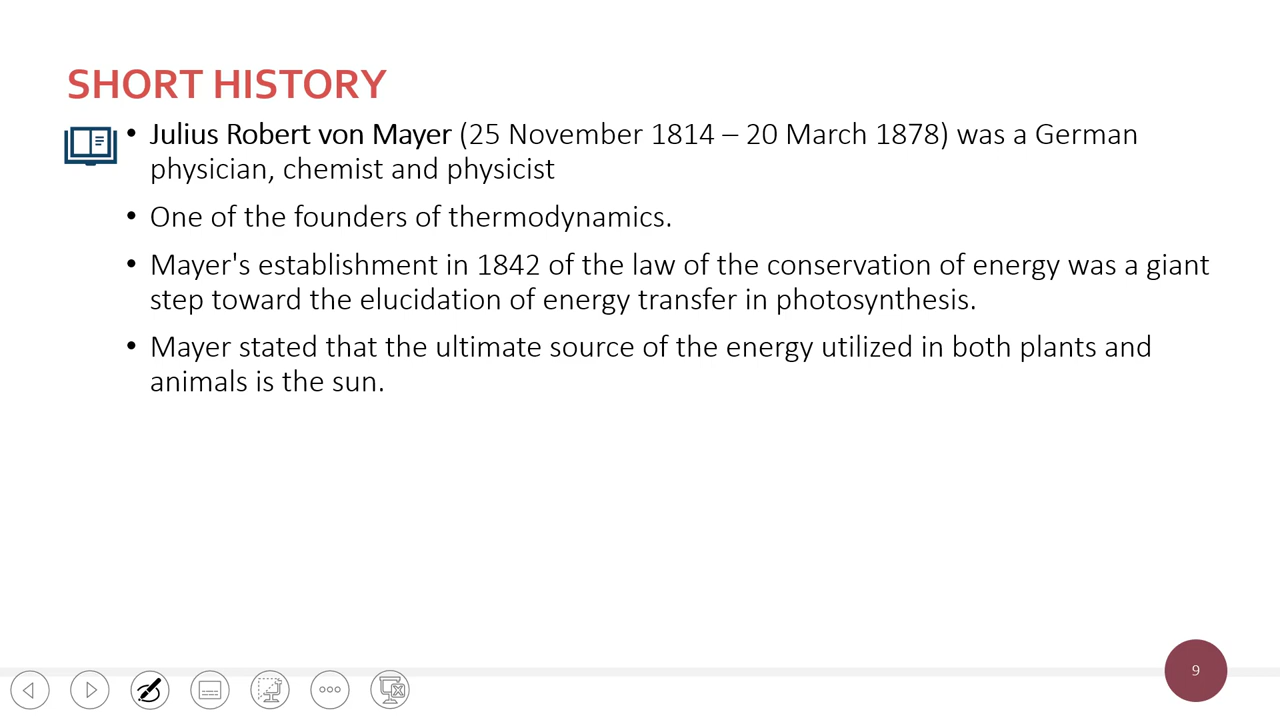 SHORT HISTORY
• Julius Robert von Mayer (25 November 1814 – 20 March 1878) was a German
physician, chemist and physicist
• One of the founders of thermodynamics.
• Mayer's establishment in 1842 of the law of the conservation of energy was a giant
step toward the elucidation of energy transfer in photosynthesis.
• Mayer stated that the ultimate source of the energy utilized in both plants and
animals is the sun.
9